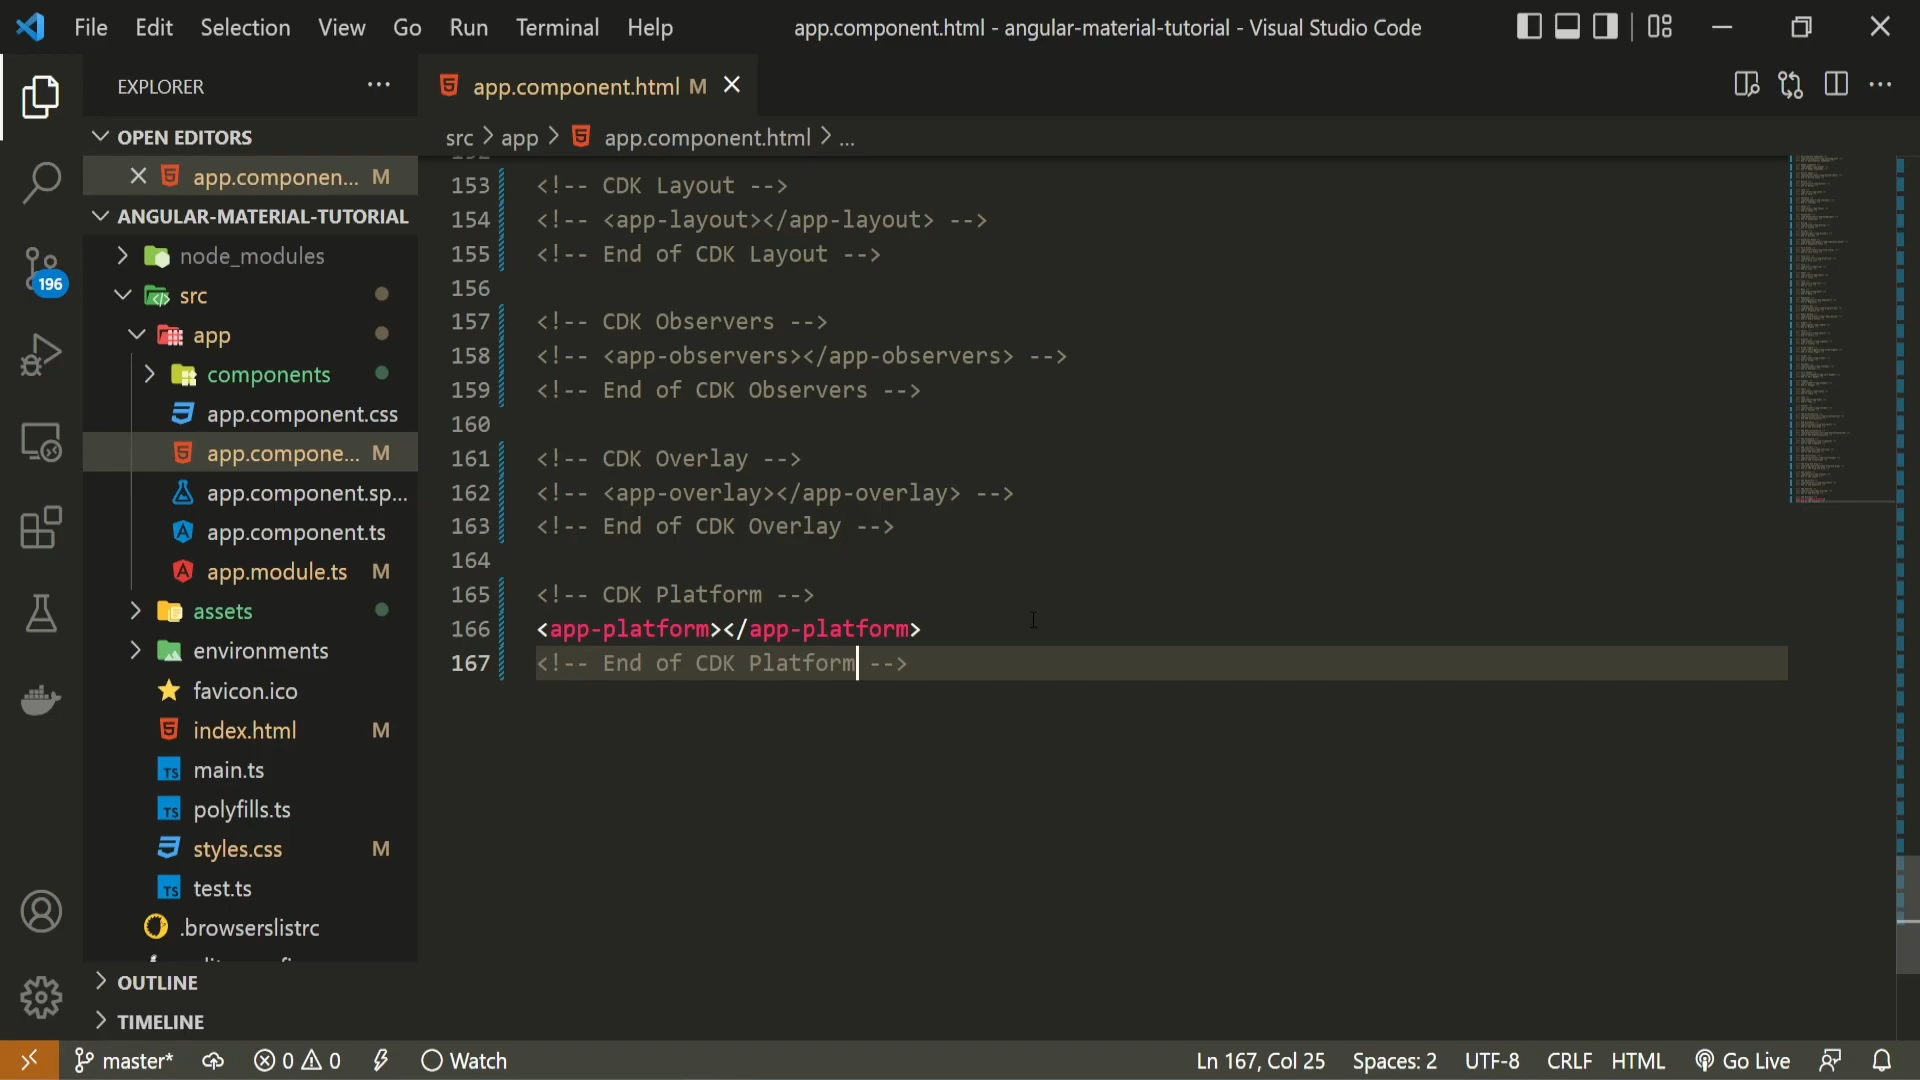 File Edit Selection View Go Run Terminal Help
app.component.html - angular-material-tutorial - Visual Studio Code
EXPLORER
OPEN EDITORS
app.componen... M
ANGULAR-MATERIAL-TUTORIAL
node_modules
src
app
components
app.component.css
app.compone... M
app.component.sp...
app.component.ts
app.module.ts M
assets
environments
favicon.ico
index.html M
main.ts
polyfills.ts
styles.css M
test.ts
.browserslistrc
OUTLINE
TIMELINE
196
app.component.html M
src > app > app.component.html > ...
153 <!-- CDK Layout -->
154 <!-- <app-layout></app-layout> -->
155 <!-- End of CDK Layout -->
156
157 <!-- CDK Observers -->
158 <!-- <app-observers></app-observers> -->
159 <!-- End of CDK Observers -->
160
161 <!-- CDK Overlay -->
162 <!-- <app-overlay></app-overlay> -->
163 <!-- End of CDK Overlay -->
164
165 <!-- CDK Platform -->
166 <app-platform></app-platform>
167 <!-- End of CDK Platform -->
master* 0 0 Watch
Ln 167, Col 25 Spaces: 2 UTF-8 CRLF HTML Go Live